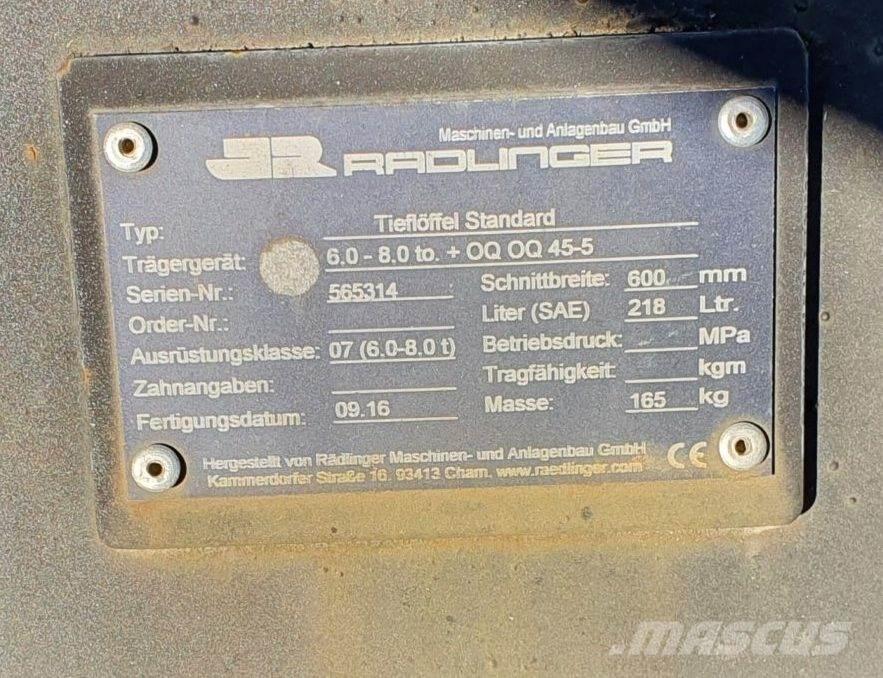 Maschinen- und Anlagenbau GmbH
JR RÄDLINGER
Typ: Tieflöffel Standard
Trägergerät: 6.0 - 8.0 to. + OQ OQ 45-5
Serien-Nr.: 565314 Schnittbreite: 600 mm
Order-Nr.: Liter (SAE) 218 Ltr.
Ausrüstungsklasse: 07 (6.0-8.0 t) Betriebsdruck: MPa
Zahnangaben: Tragfähigkeit: kgm
Fertigungsdatum: 09.16 Masse: 165 kg
Hergestellt von Rädlinger Maschinen- und Anlagenbau GmbH
Kammerdorfer Straße 16, 93413 Cham, www.raedlinger.com CE
MASCUS